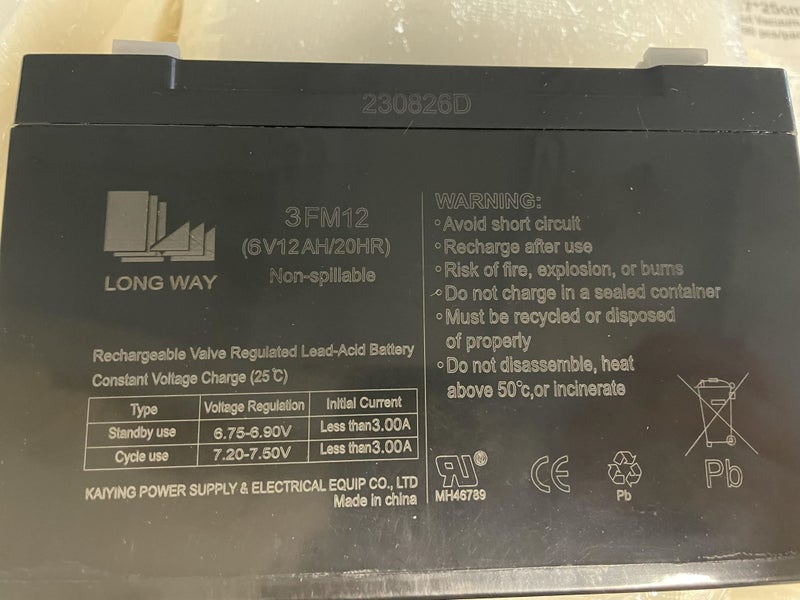 7*25cm
230826D
LONG WAY
3FM12
(6V12AH/20HR)
Non-spillable
Rechargeable Valve Regulated Lead-Acid Battery
Constant Voltage Charge (25℃)
Type Voltage Regulation Initial Current
Standby use 6.75-6.90V Less than3.00A
Cycle use 7.20-7.50V Less than3.00A
KAIYING POWER SUPPLY & ELECTRICAL EQUIP CO., LTD
Made in china
WARNING:
Avoid short circuit
Recharge after use
Risk of fire, explosion, or burns
Do not charge in a sealed container
Must be recycled or disposed
of properly
Do not disassemble, heat
above 50℃,or incinerate
MH46789
CE
Pb
Pb